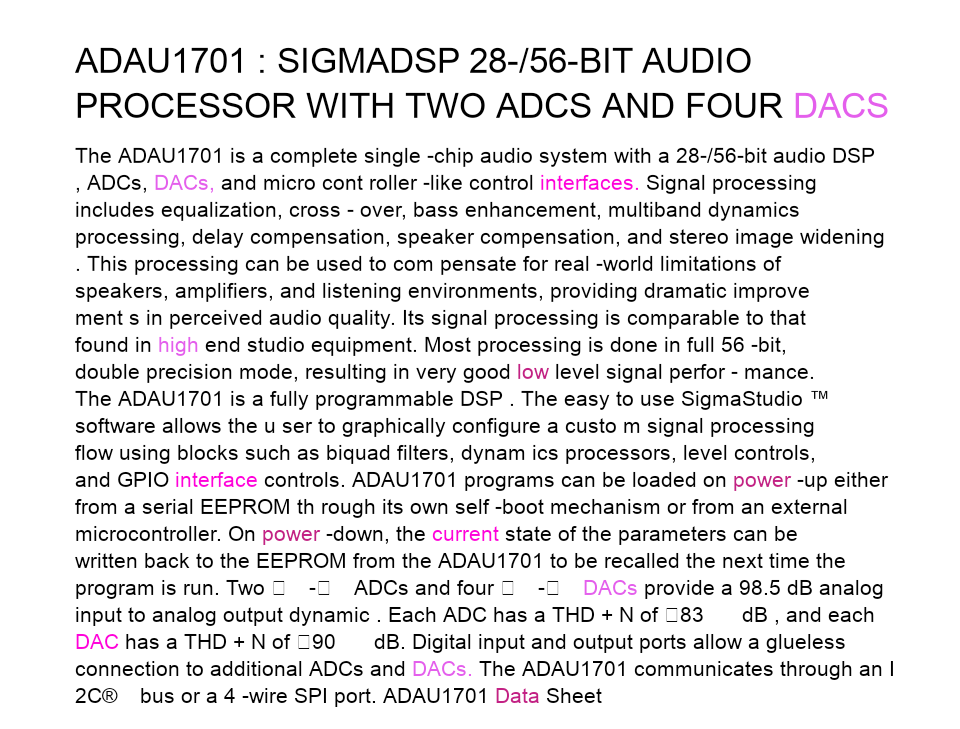 ADAU1701 : SIGMADSP 28-/56-BIT AUDIO
PROCESSOR WITH TWO ADCS AND FOUR DACS
The ADAU1701 is a complete single -chip audio system with a 28-/56-bit audio DSP
, ADCs, DACs, and micro cont roller -like control interfaces. Signal processing
includes equalization, cross - over, bass enhancement, multiband dynamics
processing, delay compensation, speaker compensation, and stereo image widening
. This processing can be used to com pensate for real -world limitations of
speakers, amplifiers, and listening environments, providing dramatic improve
ment s in perceived audio quality. Its signal processing is comparable to that
found in high end studio equipment. Most processing is done in full 56 -bit,
double precision mode, resulting in very good low level signal perfor - mance.
The ADAU1701 is a fully programmable DSP . The easy to use SigmaStudio ™
software allows the u ser to graphically configure a custo m signal processing
flow using blocks such as biquad filters, dynam ics processors, level controls,
and GPIO interface controls. ADAU1701 programs can be loaded on power -up either
from a serial EEPROM th rough its own self -boot mechanism or from an external
microcontroller. On power -down, the current state of the parameters can be
written back to the EEPROM from the ADAU1701 to be recalled the next time the
program is run. Two □ -□ ADCs and four □ -□ DACs provide a 98.5 dB analog
input to analog output dynamic . Each ADC has a THD + N of □83 dB , and each
DAC has a THD + N of □90 dB. Digital input and output ports allow a glueless
connection to additional ADCs and DACs. The ADAU1701 communicates through an I
2C® bus or a 4 -wire SPI port. ADAU1701 Data Sheet